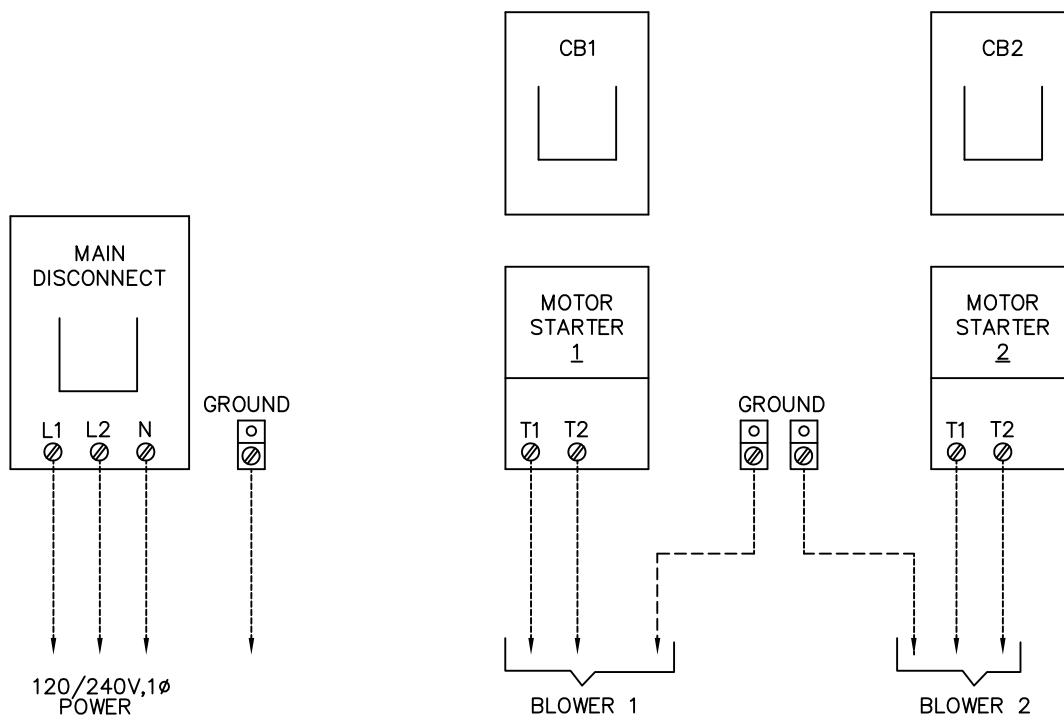 CB1
CB2
MAIN
DISCONNECT
L1 L2 N
GROUND
MOTOR
STARTER
1
T1 T2
GROUND
MOTOR
STARTER
2
T1 T2
120/240V,1ø
POWER
BLOWER 1
BLOWER 2